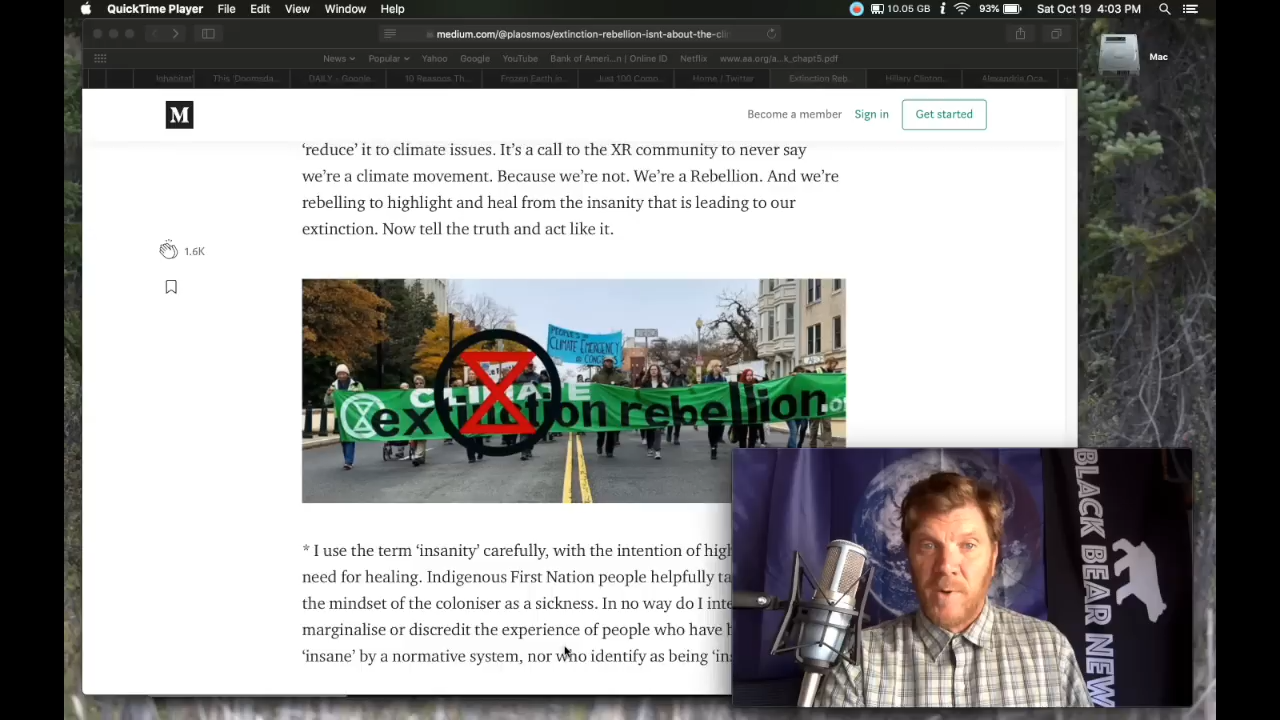 QuickTime Player File Edit View Window Help 10.05 GB 93% Sat Oct 19 4:03 PM
medium.com/@plaosmos/extinction-rebellion-isnt-about-the-cli
Mac
News Popular Yahoo Google YouTube Bank of Ameri...n | Online ID Netflix www.aa.org/a...k_chapt5.pdf
Inhabitat' This 'Doomsda... DAILY - Google... 10 Reasons Th... Frozen Earth In... Just 100 Comp... Home / Twitter Extinction Reb... Hillary Clinton... Alexandria Oca...
M
Become a member Sign in Get started
'reduce' it to climate issues. It's a call to the XR community to never say
we're a climate movement. Because we're not. We're a Rebellion. And we're
rebelling to highlight and heal from the insanity that is leading to our
extinction. Now tell the truth and act like it.
1.6K
PEOPLE'S
CLIMATE EMERGENCY
CLIMATE
extinction rebellion
* I use the term 'insanity' carefully, with the intention of hig
need for healing. Indigenous First Nation people helpfully ta
the mindset of the coloniser as a sickness. In no way do I inte
marginalise or discredit the experience of people who have b
'insane' by a normative system, nor who identify as being 'ins
BLACK BEAR NEW